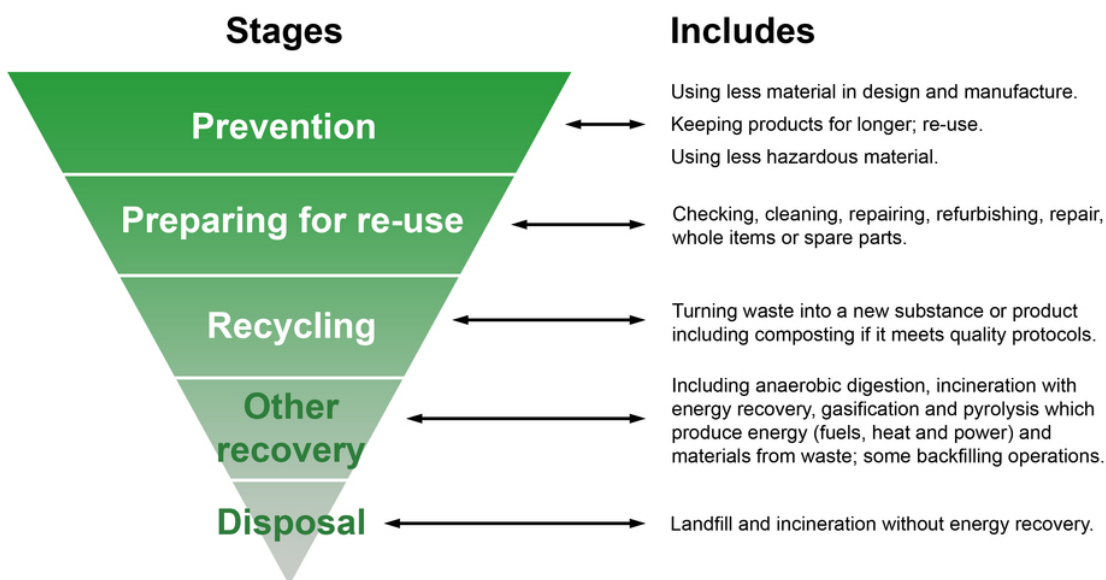 Stages
Includes
Prevention
Using less material in design and manufacture.
Keeping products for longer; re-use.
Using less hazardous material.
Preparing for re-use
Checking, cleaning, repairing, refurbishing, repair,
whole items or spare parts.
Recycling
Turning waste into a new substance or product
including composting if it meets quality protocols.
Other
recovery
Including anaerobic digestion, incineration with
energy recovery, gasification and pyrolysis which
produce energy (fuels, heat and power) and
materials from waste; some backfilling operations.
Disposal
Landfill and incineration without energy recovery.